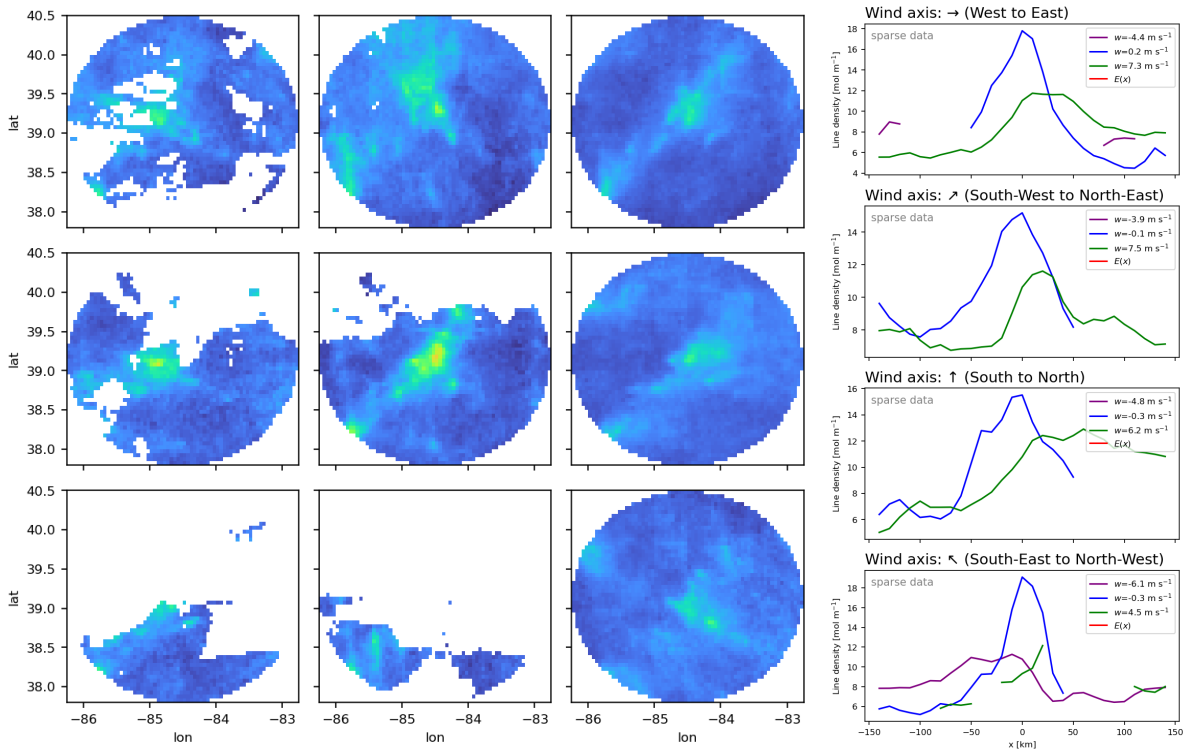 40.5
40.0
39.5
39.0
38.5
38.0
lat
40.5
40.0
39.5
39.0
38.5
38.0
lat
40.5
40.0
39.5
39.0
38.5
38.0
lat
−86 −85 −84 −83
lon
−86 −85 −84 −83
lon
−86 −85 −84 −83
lon
Wind axis: → (West to East)
sparse data
w=-4.4 m s⁻¹
w=0.2 m s⁻¹
w=7.3 m s⁻¹
E(x)
Line density [mol m⁻¹]
18
16
14
12
10
8
6
4
Wind axis: ↗ (South-West to North-East)
sparse data
w=-3.9 m s⁻¹
w=-0.1 m s⁻¹
w=7.5 m s⁻¹
E(x)
Line density [mol m⁻¹]
14
12
10
8
Wind axis: ↑ (South to North)
sparse data
w=-4.8 m s⁻¹
w=-0.3 m s⁻¹
w=6.2 m s⁻¹
E(x)
Line density [mol m⁻¹]
16
14
12
10
8
6
Wind axis: ↖ (South-East to North-West)
sparse data
w=-6.1 m s⁻¹
w=-0.3 m s⁻¹
w=4.5 m s⁻¹
E(x)
Line density [mol m⁻¹]
18
16
14
12
10
8
6
−150 −100 −50 0 50 100 150
x [km]